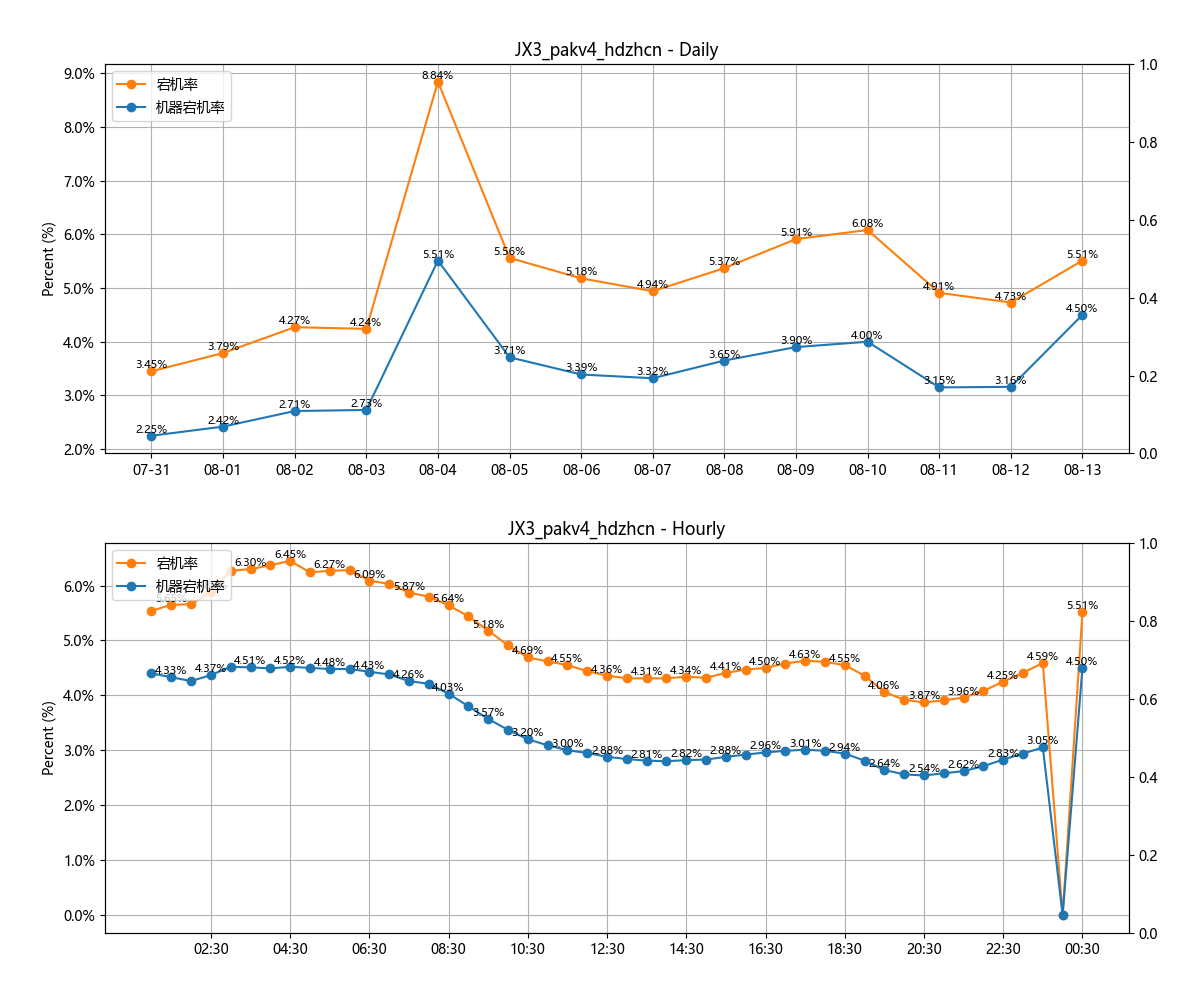 JX3_pakv4_hdzhcn - Daily
宕机率
机器宕机率
Percent (%)
9.0%
8.0%
7.0%
6.0%
5.0%
4.0%
3.0%
2.0%
1.0
0.8
0.6
0.4
0.2
0.0
3.45% 3.79% 4.27% 4.24% 8.84% 5.56% 5.18% 4.94% 5.37% 5.91% 6.08% 4.91% 4.73% 5.51%
2.25% 2.42% 2.71% 2.73% 5.51% 3.71% 3.39% 3.32% 3.65% 3.90% 4.00% 3.15% 3.16% 4.50%
07-31 08-01 08-02 08-03 08-04 08-05 08-06 08-07 08-08 08-09 08-10 08-11 08-12 08-13
JX3_pakv4_hdzhcn - Hourly
宕机率
机器宕机率
Percent (%)
6.0%
5.0%
4.0%
3.0%
2.0%
1.0%
0.0%
1.0
0.8
0.6
0.4
0.2
0.0
6.30% 6.45% 6.27% 6.09% 5.87% 5.64% 5.18% 4.69% 4.55% 4.36% 4.31% 4.34% 4.41% 4.50% 4.63% 4.55% 4.06% 3.87% 3.96% 4.25% 4.59% 5.51%
4.33% 4.37% 4.51% 4.52% 4.48% 4.43% 4.26% 4.03% 3.57% 3.20% 3.00% 2.88% 2.81% 2.82% 2.88% 2.96% 3.01% 2.94% 2.64% 2.54% 2.62% 2.83% 3.05% 4.50%
02:30 04:30 06:30 08:30 10:30 12:30 14:30 16:30 18:30 20:30 22:30 00:30